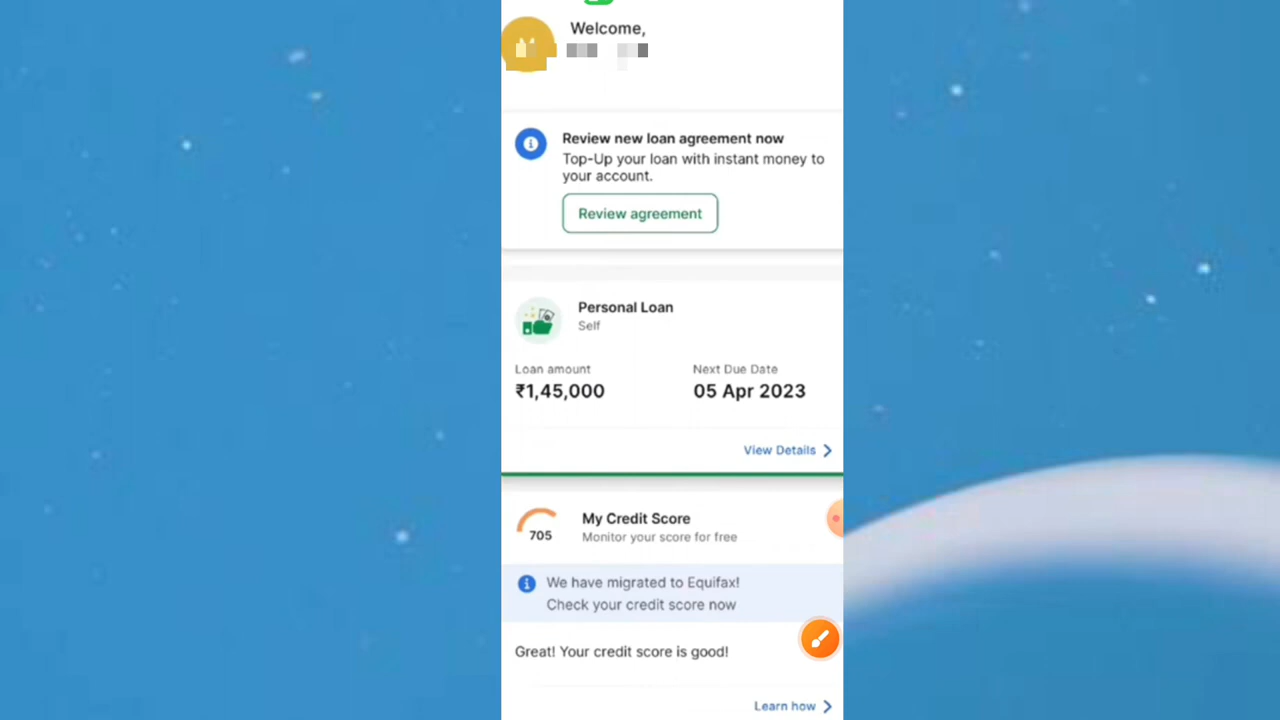 Welcome,
Review new loan agreement now
Top-Up your loan with instant money to
your account.
Review agreement
Personal Loan
Self
Loan amount
Next Due Date
₹1,45,000
05 Apr 2023
View Details
705
My Credit Score
Monitor your score for free
We have migrated to Equifax!
Check your credit score now
Great! Your credit score is good!
Learn how